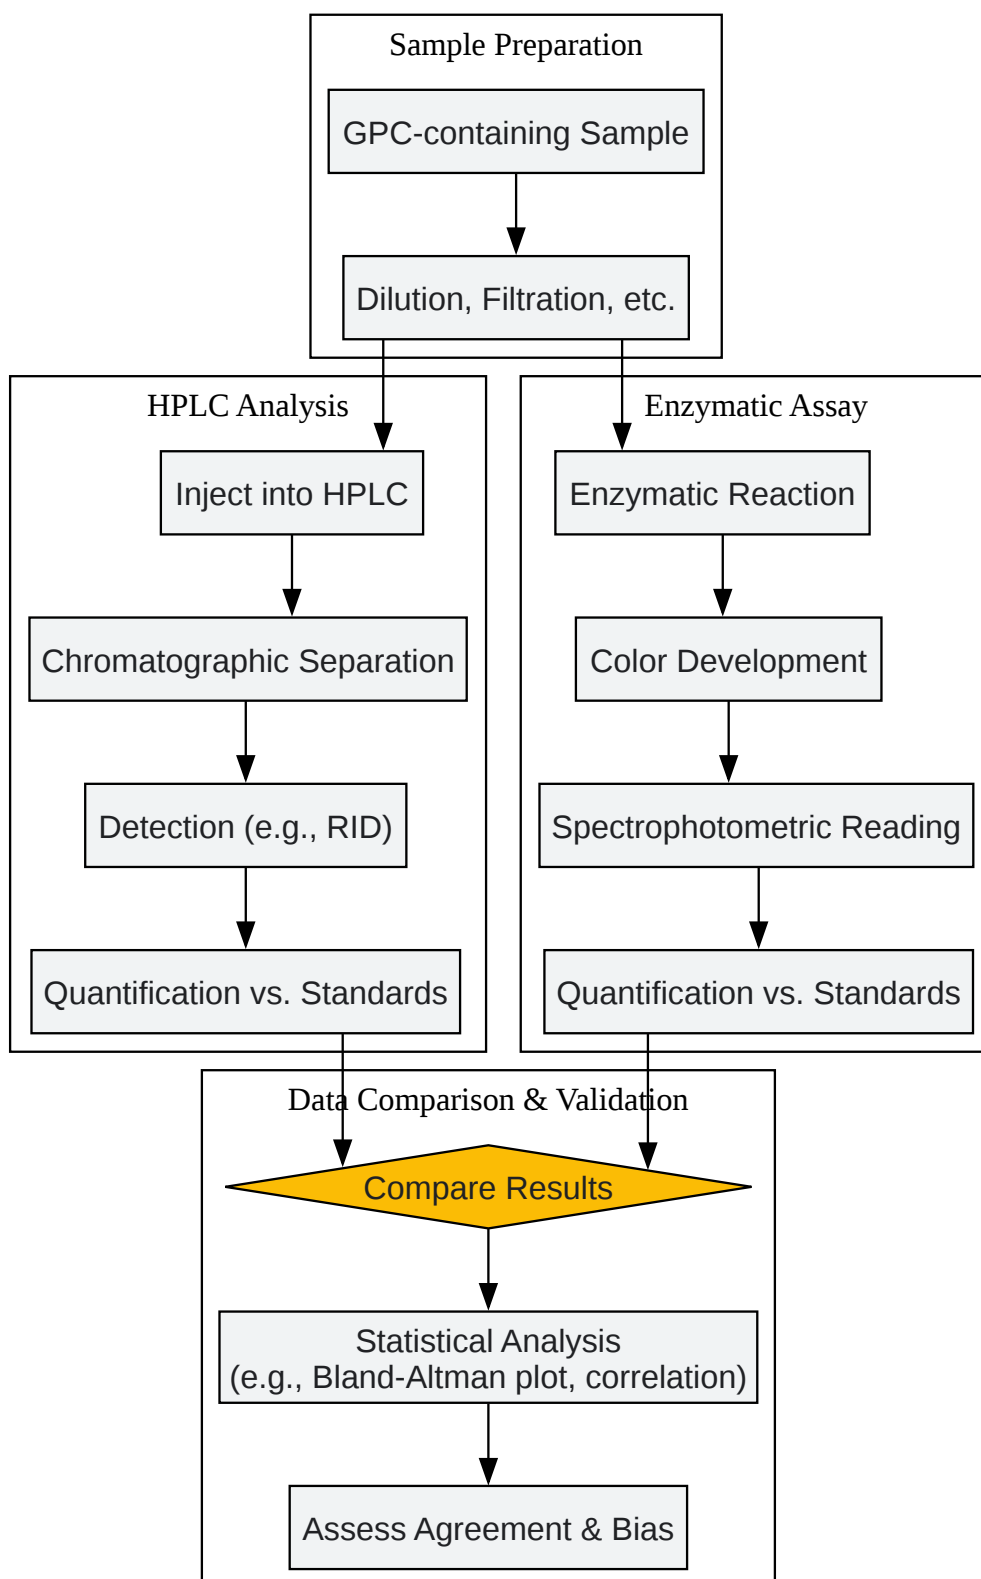 Sample Preparation
GPC-containing Sample
Dilution, Filtration, etc.
HPLC Analysis
Inject into HPLC
Chromatographic Separation
Detection (e.g., RID)
Quantification vs. Standards
Enzymatic Assay
Enzymatic Reaction
Color Development
Spectrophotometric Reading
Quantification vs. Standards
Data Comparison & Validation
Compare Results
Statistical Analysis
(e.g., Bland-Altman plot, correlation)
Assess Agreement & Bias